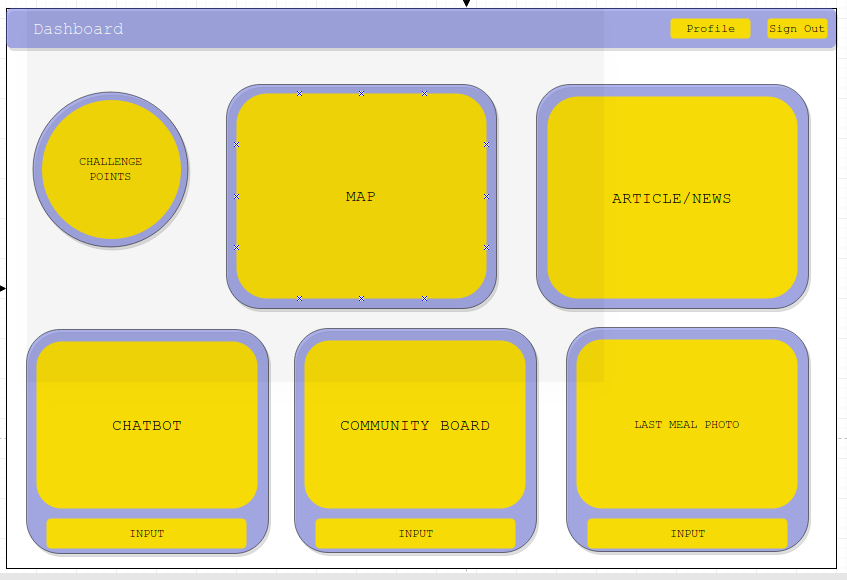 Dashboard
Profile
Sign Out
CHALLENGE
POINTS
MAP
ARTICLE/NEWS
CHATBOT
COMMUNITY BOARD
LAST MEAL PHOTO
INPUT
INPUT
INPUT